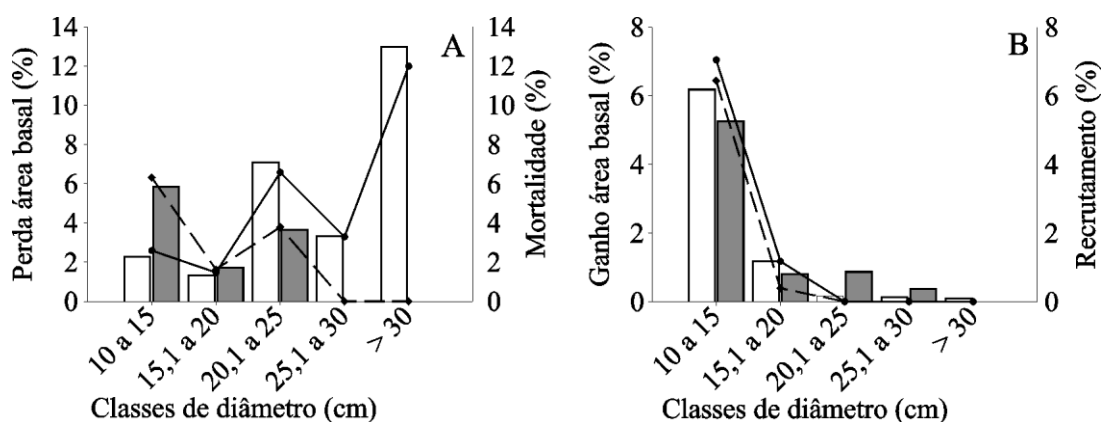 A
Perda área basal (%)
14
12
10
8
6
4
2
0
14
12
10
8
6
4
2
0
Mortalidade (%)
10 a 15
15,1 a 20
20,1 a 25
25,1 a 30
> 30
Classes de diâmetro (cm)
B
Ganho área basal (%)
8
6
4
2
0
8
6
4
2
0
Recrutamento (%)
10 a 15
15,1 a 20
20,1 a 25
25,1 a 30
> 30
Classes de diâmetro (cm)